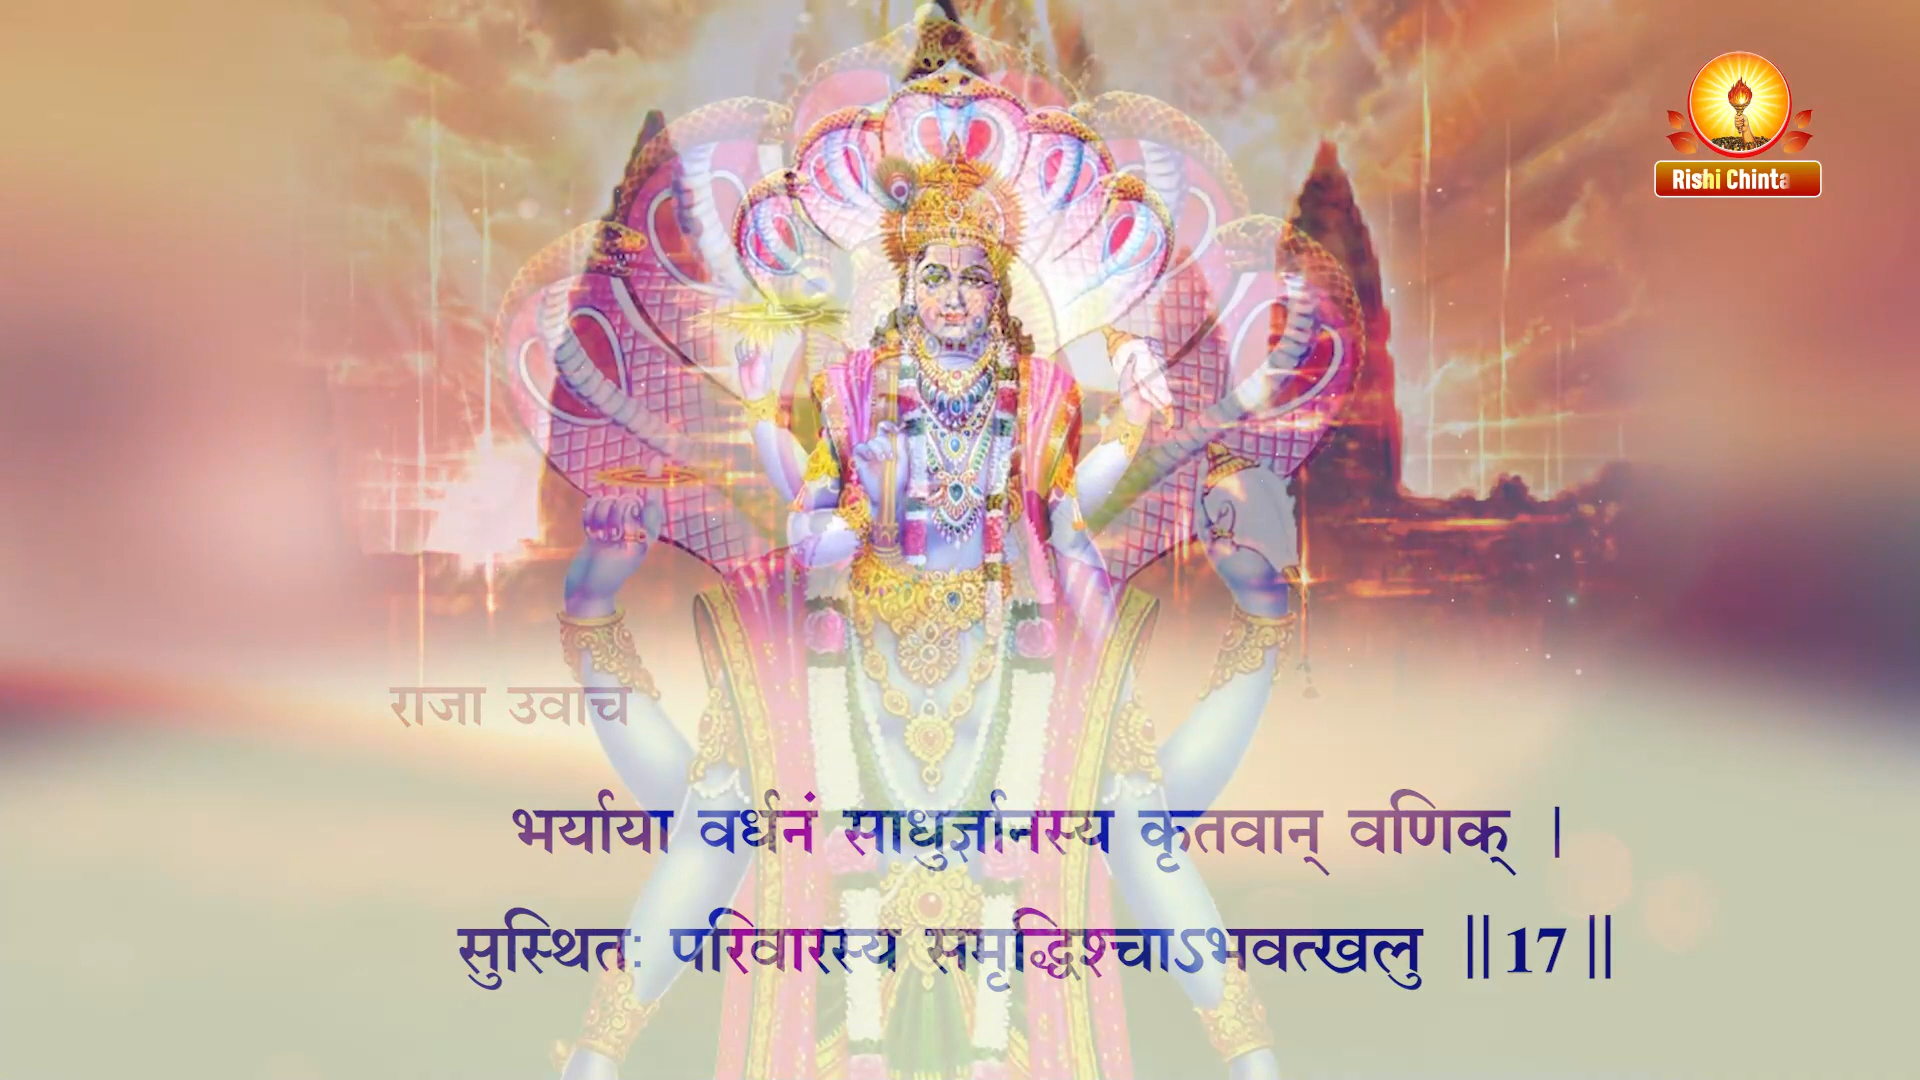 Rishi Chinta
राजा उवाच
भर्याया वर्धनं साधुर्ज्ञानस्य कृतवान् वणिक् ।
सुस्थितः परिवारस्य समृद्धिश्चाऽभवत्खलु ॥ 17 ॥